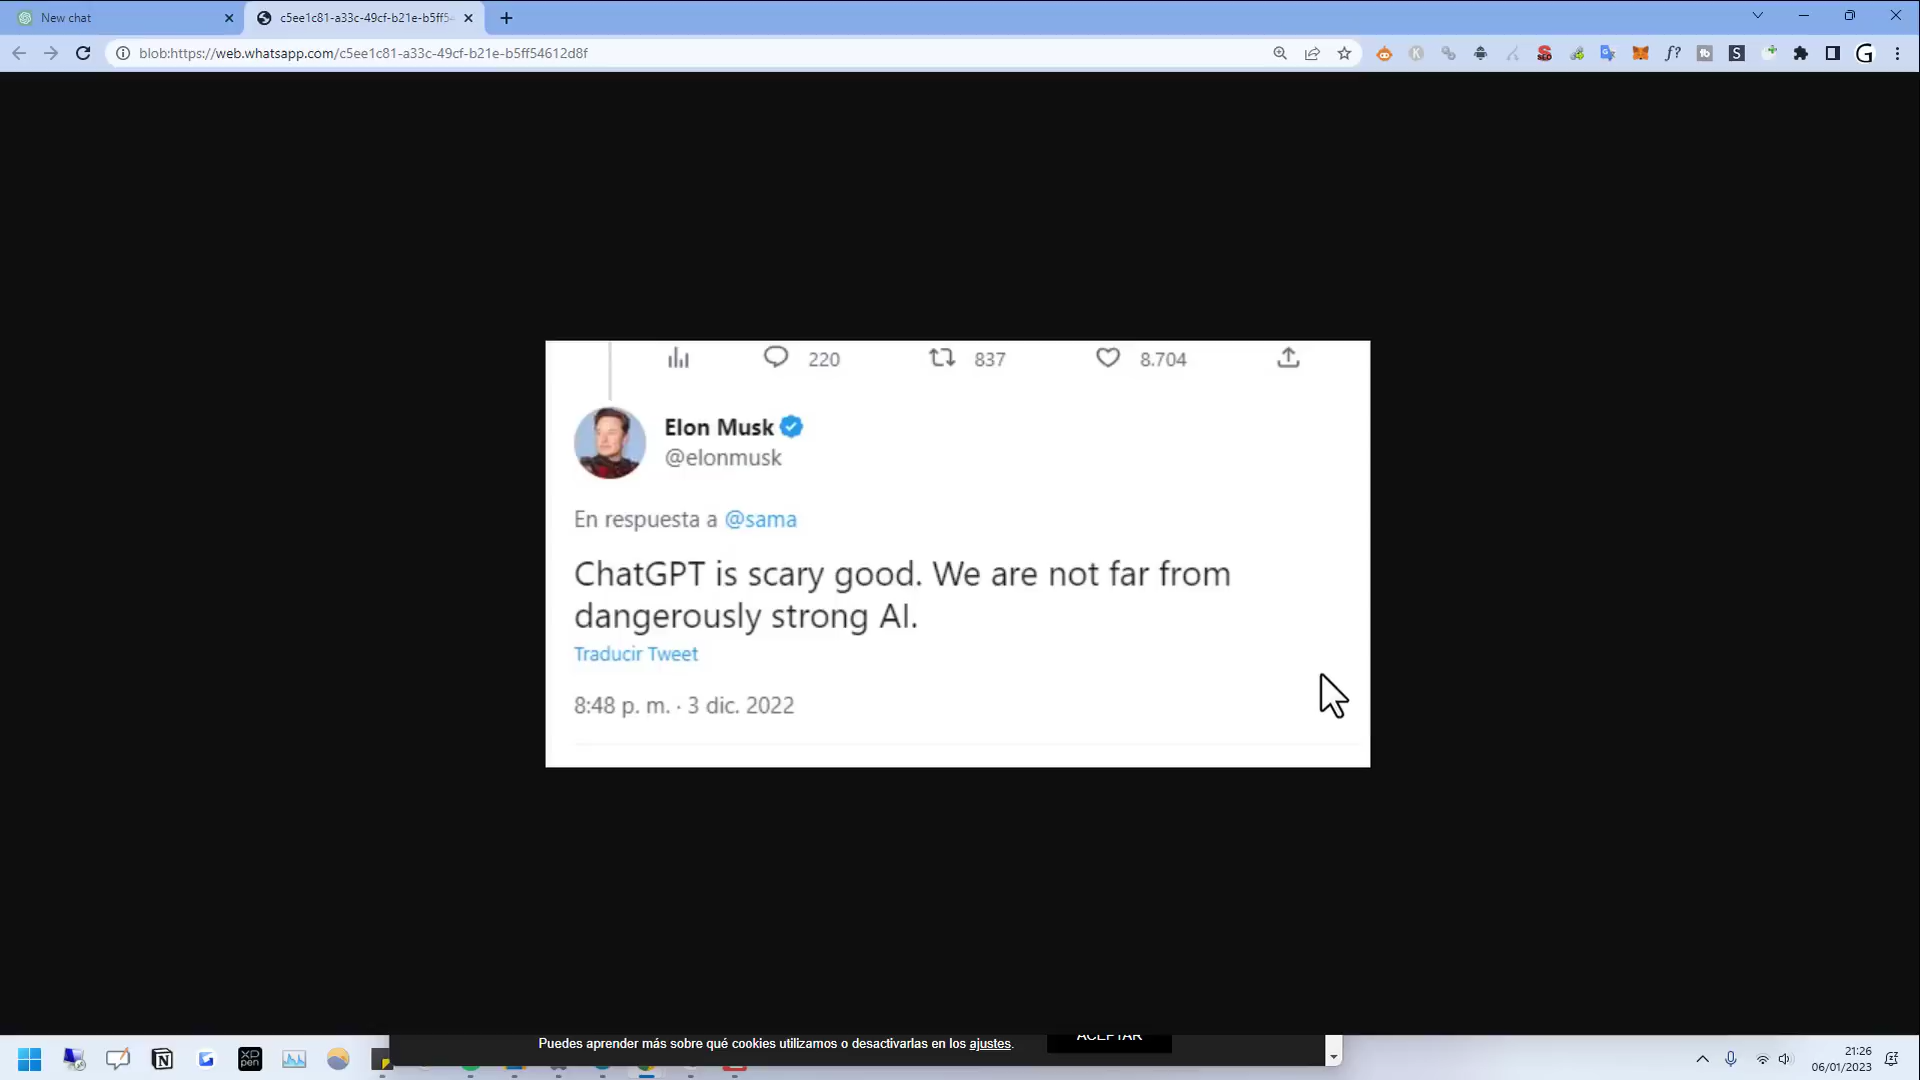 New chat
c5ee1c81-a33c-49cf-b21e-b5ff5
blob:https://web.whatsapp.com/c5ee1c81-a33c-49cf-b21e-b5ff54612d8f
220 837 8.704
Elon Musk
@elonmusk
En respuesta a @sama
ChatGPT is scary good. We are not far from
dangerously strong AI.
Traducir Tweet
8:48 p. m. · 3 dic. 2022
Puedes aprender más sobre qué cookies utilizamos o desactivarlas en los ajustes.
ACEPTAR
XP
pen
21:26
06/01/2023